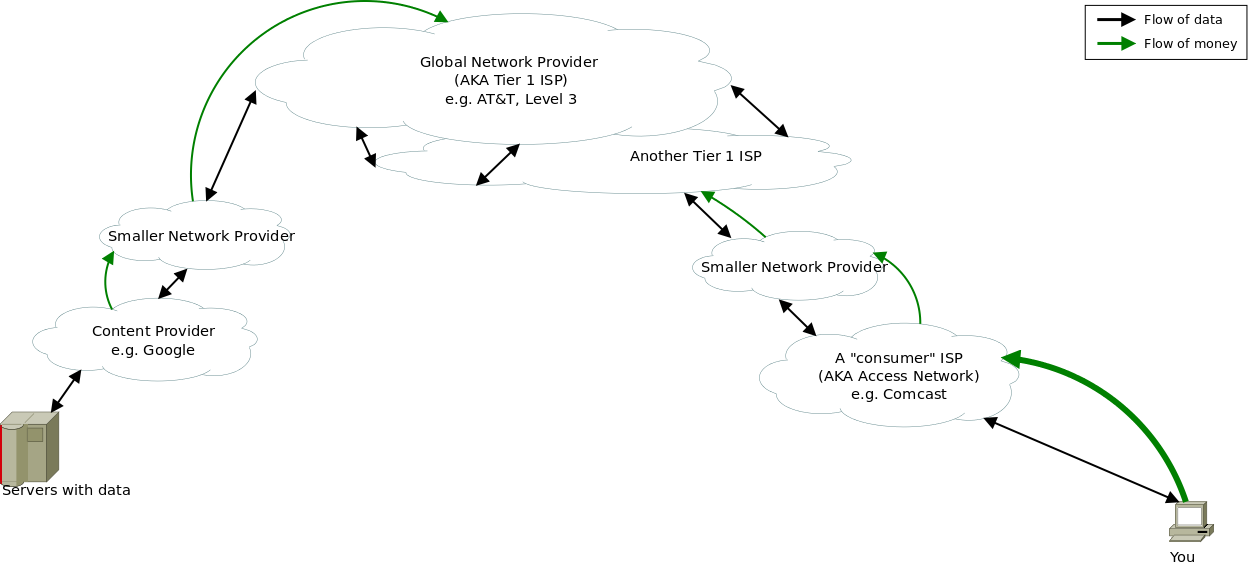 Flow of data
Flow of money
Global Network Provider
(AKA Tier 1 ISP)
e.g. AT&T, Level 3
Another Tier 1 ISP
Smaller Network Provider
Smaller Network Provider
Content Provider
e.g. Google
A "consumer" ISP
(AKA Access Network)
e.g. Comcast
Servers with data
You